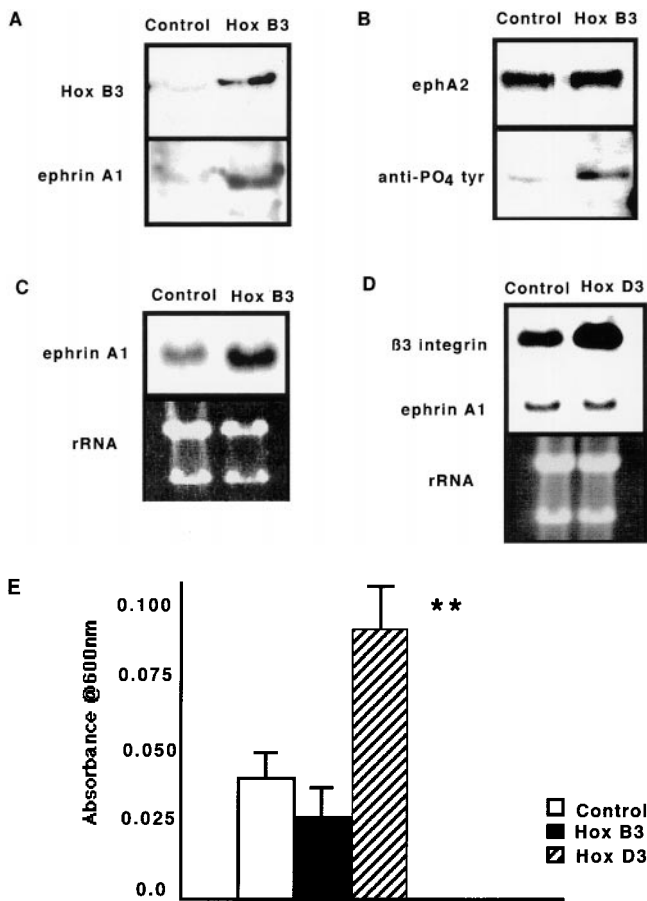 A
Control Hox B3
Hox B3
ephrin A1
B
Control Hox B3
ephA2
anti-PO4 tyr
C
Control Hox B3
ephrin A1
rRNA
D
Control Hox D3
ß3 integrin
ephrin A1
rRNA
E
Absorbance @600nm
0.100
0.075
0.050
0.025
0.0
**
Control
Hox B3
Hox D3